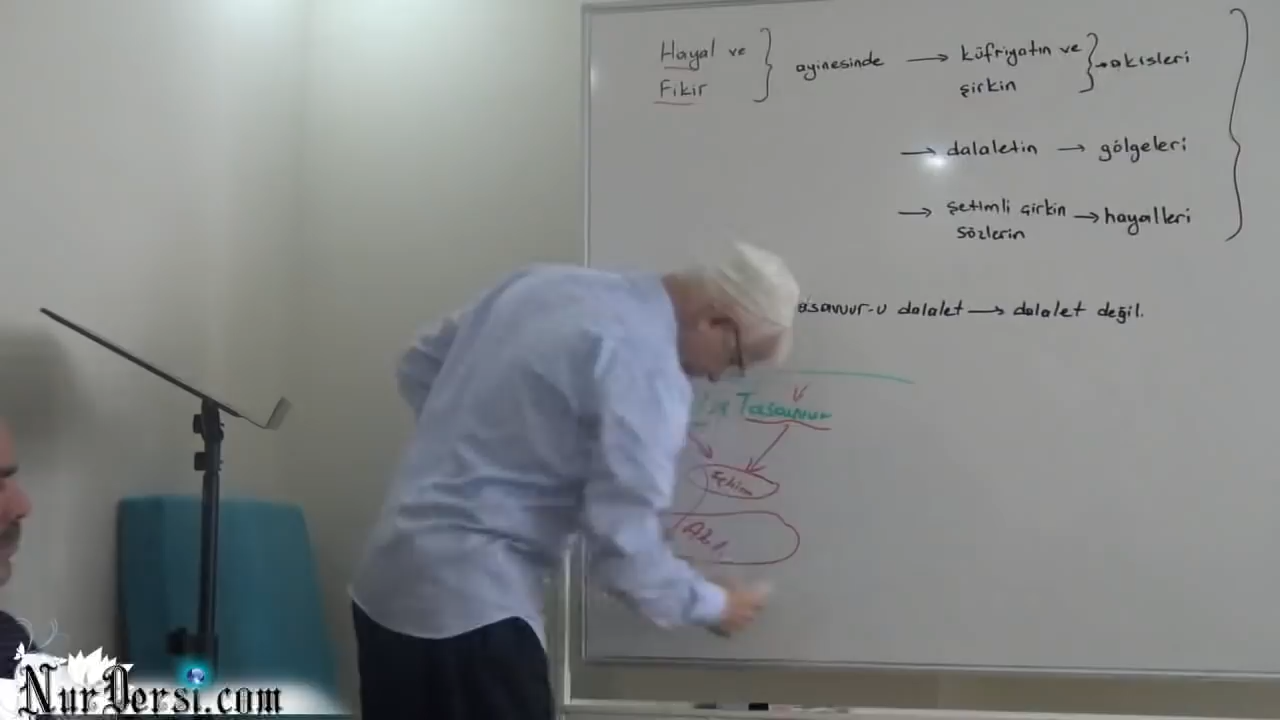 Hayal ve
Fikir
ayinesinde → küfriyatın ve
şirkin
→ akisleri
→ dalaletin → gölgeleri
→ şetimli çirkin → hayalleri
sözlerin
asavvur-u dalalet → dalalet değil.
Tasavvur
NurDersi.com